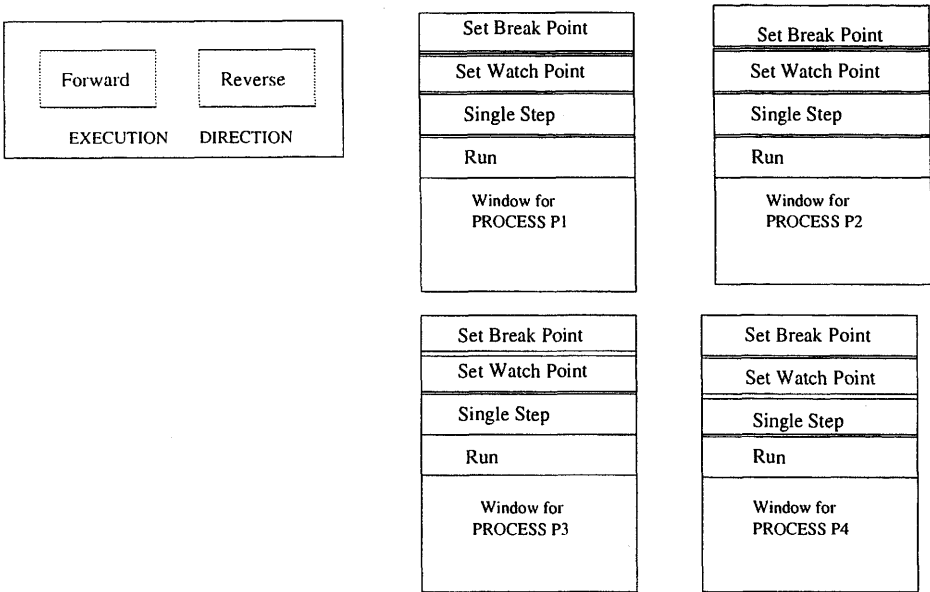 Forward
Reverse
EXECUTION DIRECTION
Set Break Point
Set Watch Point
Single Step
Run
Window for
PROCESS P1
Set Break Point
Set Watch Point
Single Step
Run
Window for
PROCESS P2
Set Break Point
Set Watch Point
Single Step
Run
Window for
PROCESS P3
Set Break Point
Set Watch Point
Single Step
Run
Window for
PROCESS P4